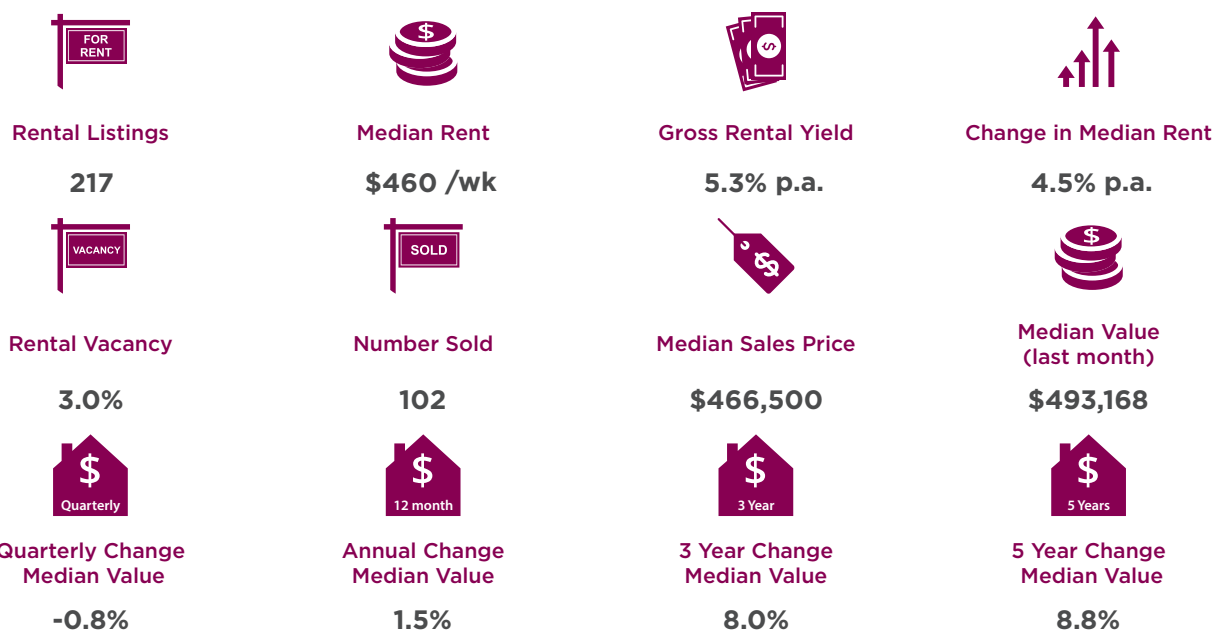 FOR
RENT
$
Rental Listings
Median Rent
Gross Rental Yield
Change in Median Rent
217
$460 /wk
5.3% p.a.
4.5% p.a.
VACANCY
SOLD
$
$
Rental Vacancy
Number Sold
Median Sales Price
Median Value
(last month)
3.0%
102
$466,500
$493,168
$
Quarterly
$
12 month
$
3 Year
$
5 Years
Quarterly Change
Median Value
Annual Change
Median Value
3 Year Change
Median Value
5 Year Change
Median Value
-0.8%
1.5%
8.0%
8.8%